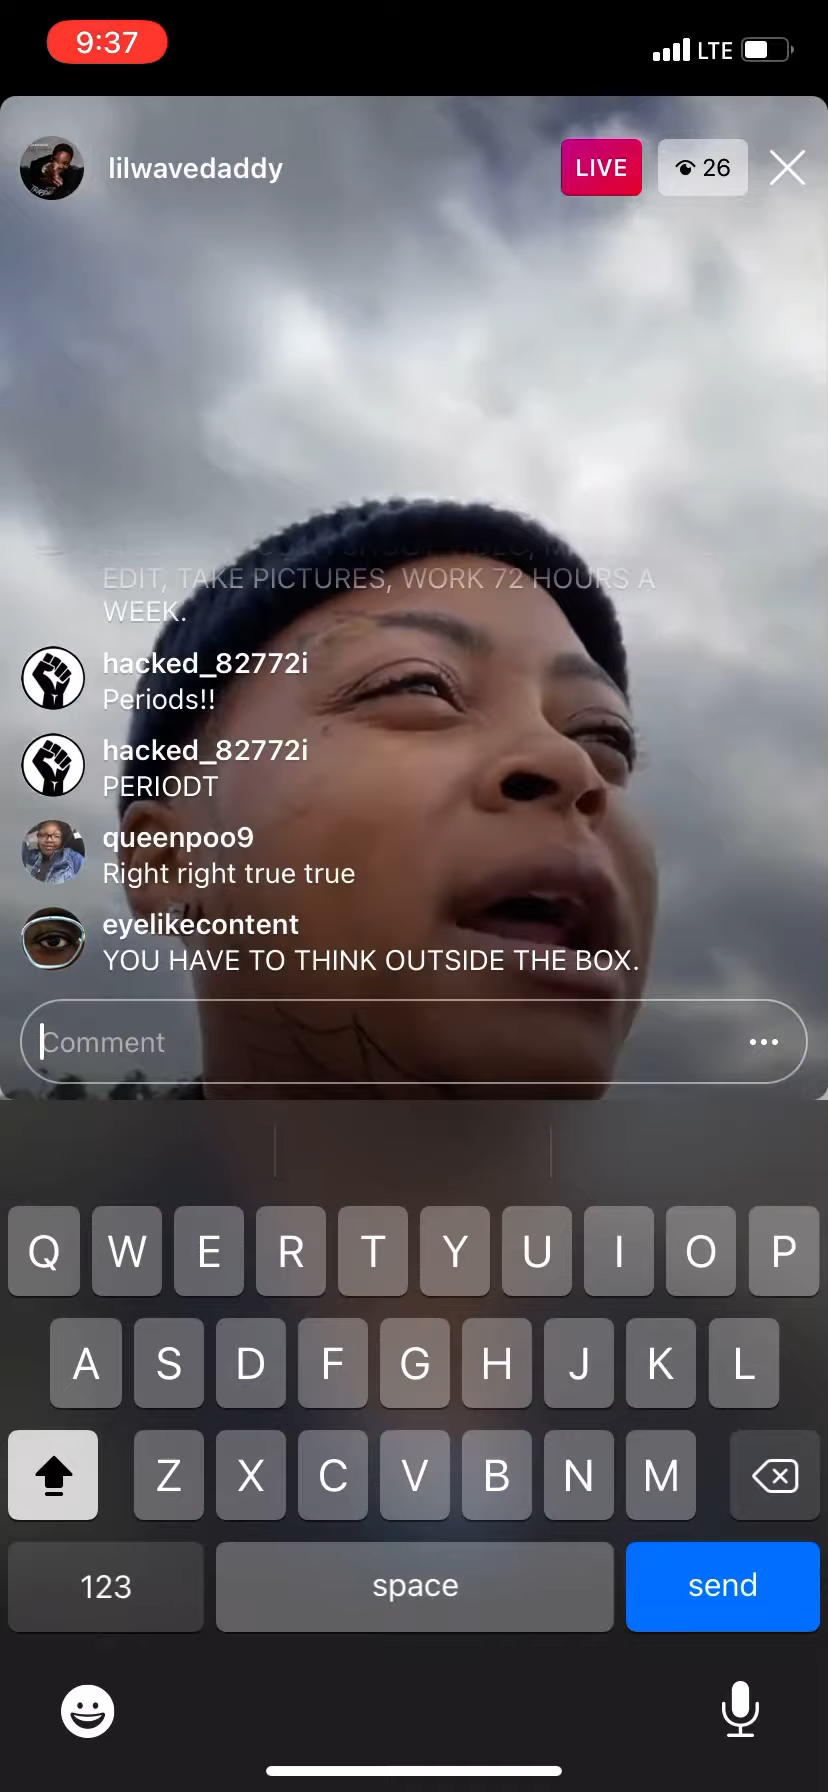 9:37
LTE
lilwavedaddy
LIVE
26
EDIT, TAKE PICTURES, WORK 72 HOURS A
WEEK.
hacked_82772i
Periods!!
hacked_82772i
PERIODT
queenpoo9
Right right true true
eyelikecontent
YOU HAVE TO THINK OUTSIDE THE BOX.
Comment
Q W E R T Y U I O P
A S D F G H J K L
Z X C V B N M
123 space send